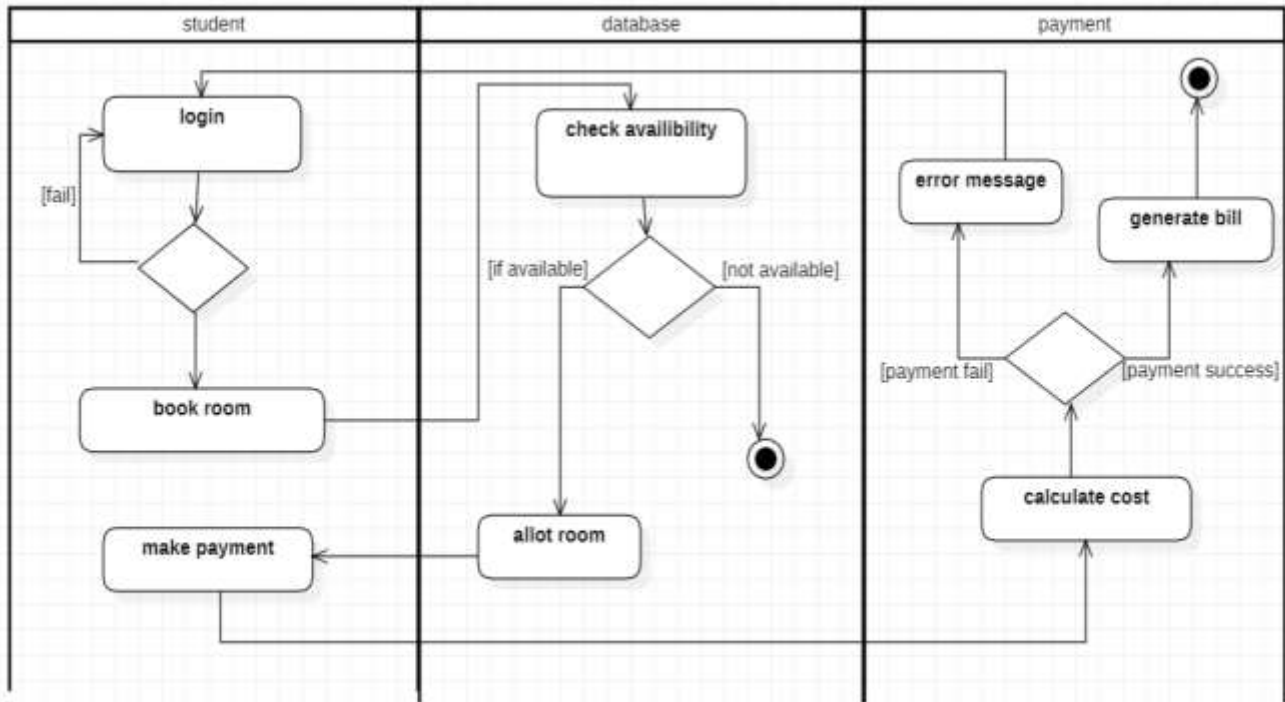 student
database
payment
login
check availibility
error message
[fail]
generate bill
[if available]
[not available]
[payment fail]
[payment success]
book room
calculate cost
allot room
make payment